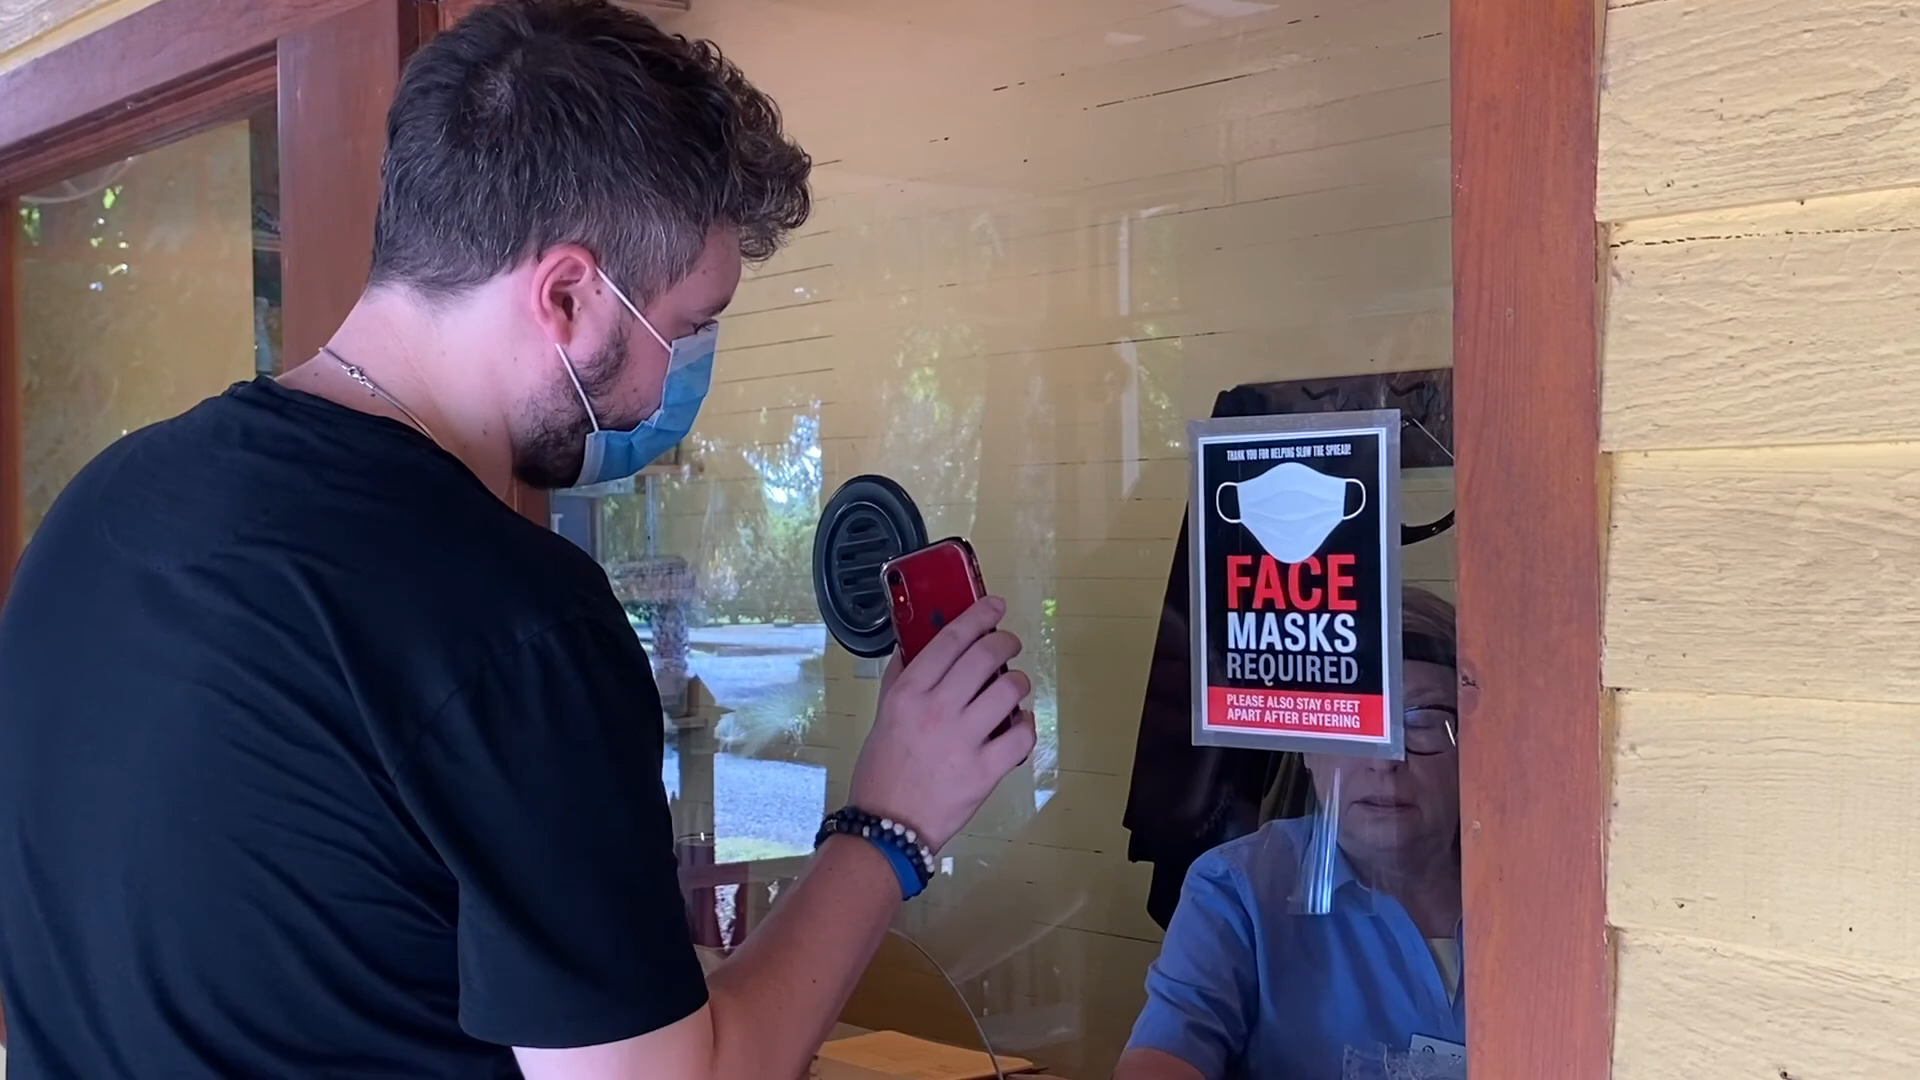 THANK YOU FOR HELPING SLOW THE SPREAD!
FACE
MASKS
REQUIRED
PLEASE ALSO STAY 6 FEET
APART AFTER ENTERING